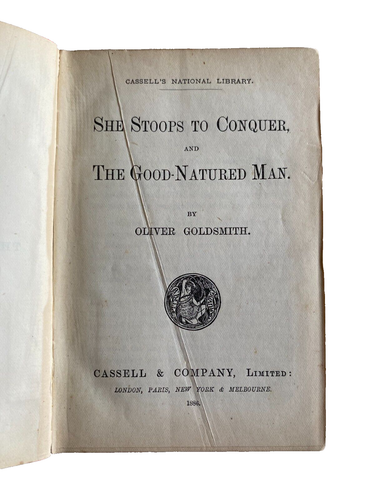 CASSELL'S NATIONAL LIBRARY.
SHE STOOPS TO CONQUER,
AND
THE GOOD-NATURED MAN.
BY
OLIVER GOLDSMITH.
CASSELL & COMPANY, LIMITED:
LONDON, PARIS, NEW YORK & MELBOURNE.
1886.